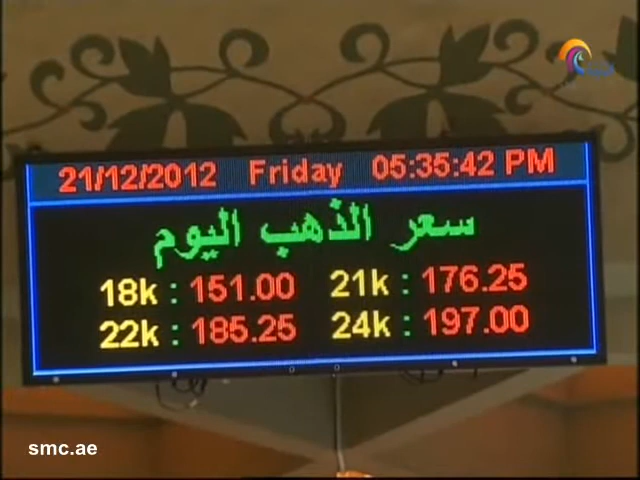 21/12/2012 Friday 05:35:42 PM
سعر الذهب اليوم
18k : 151.00 21k : 176.25
22k : 185.25 24k : 197.00
smc.ae